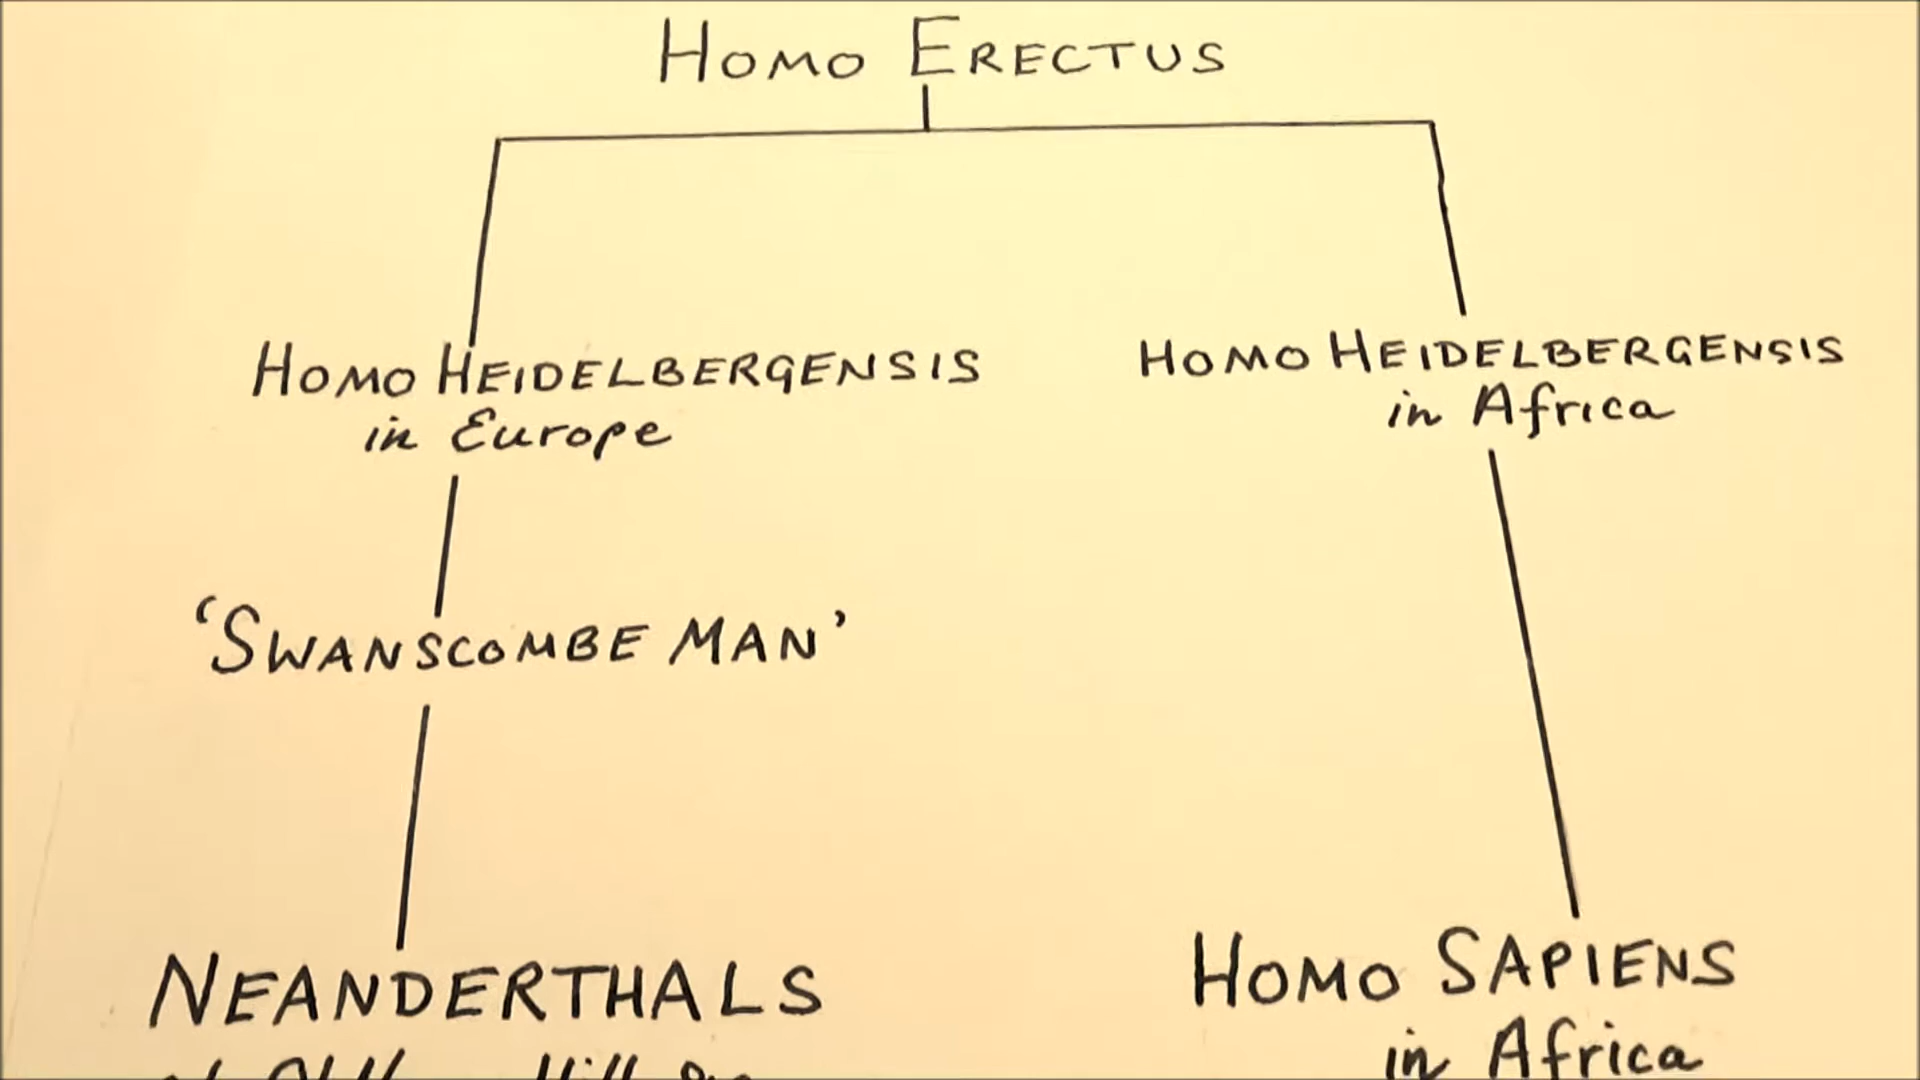 Homo Erectus
Homo Heidelbergensis
in Europe
Homo Heidelbergensis
in Africa
'Swanscombe Man'
Neanderthals
Homo Sapiens
in Africa